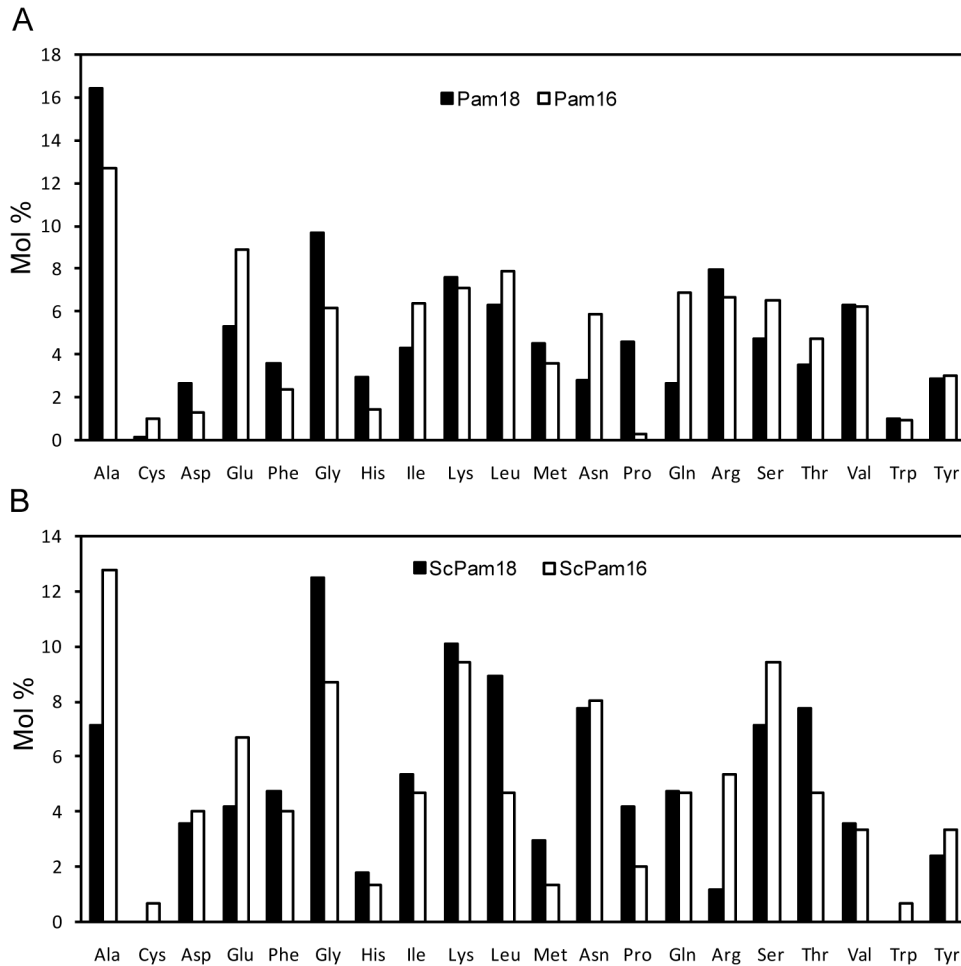 A
18
16
14
12
10
8
6
4
2
0
Mol %
Pam18 Pam16
Ala Cys Asp Glu Phe Gly His Ile Lys Leu Met Asn Pro Gln Arg Ser Thr Val Trp Tyr
B
14
12
10
8
6
4
2
0
Mol %
ScPam18 ScPam16
Ala Cys Asp Glu Phe Gly His Ile Lys Leu Met Asn Pro Gln Arg Ser Thr Val Trp Tyr